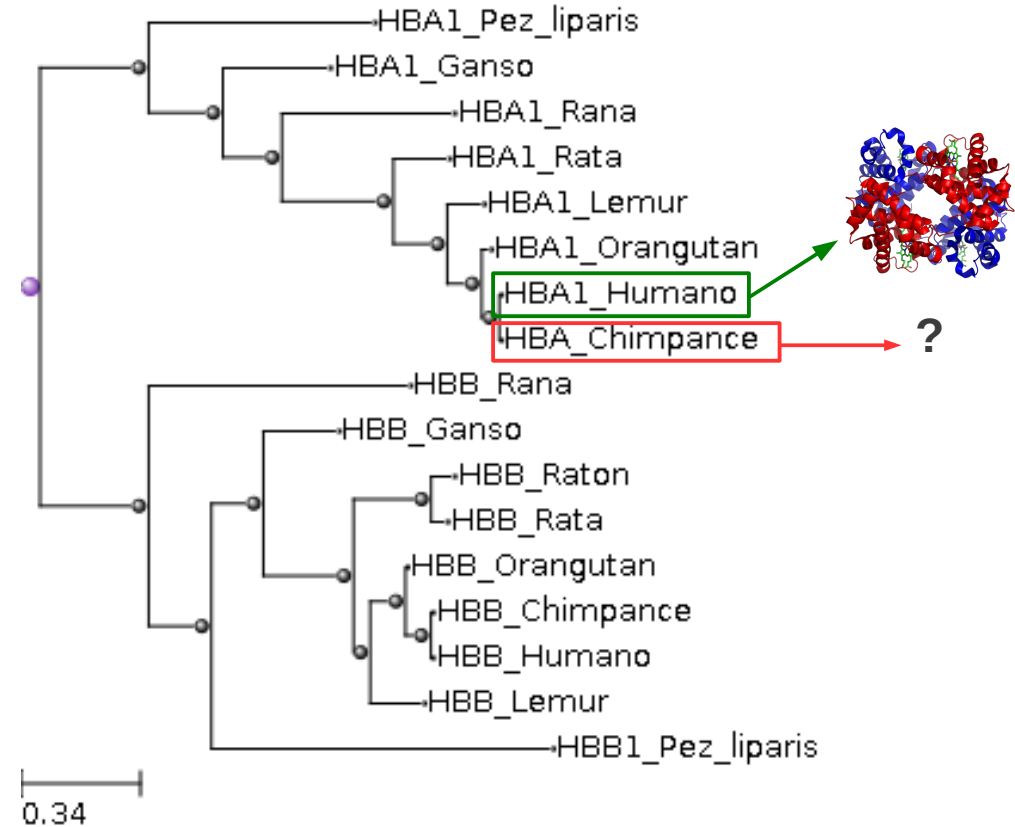 HBA1_Pez_liparis
HBA1_Ganso
HBA1_Rana
HBA1_Rata
HBA1_Lemur
HBA1_Orangutan
HBA1_Humano
HBA_Chimpance
?
HBB_Rana
HBB_Ganso
HBB_Raton
HBB_Rata
HBB_Orangutan
HBB_Chimpance
HBB_Humano
HBB_Lemur
HBB1_Pez_liparis
0.34